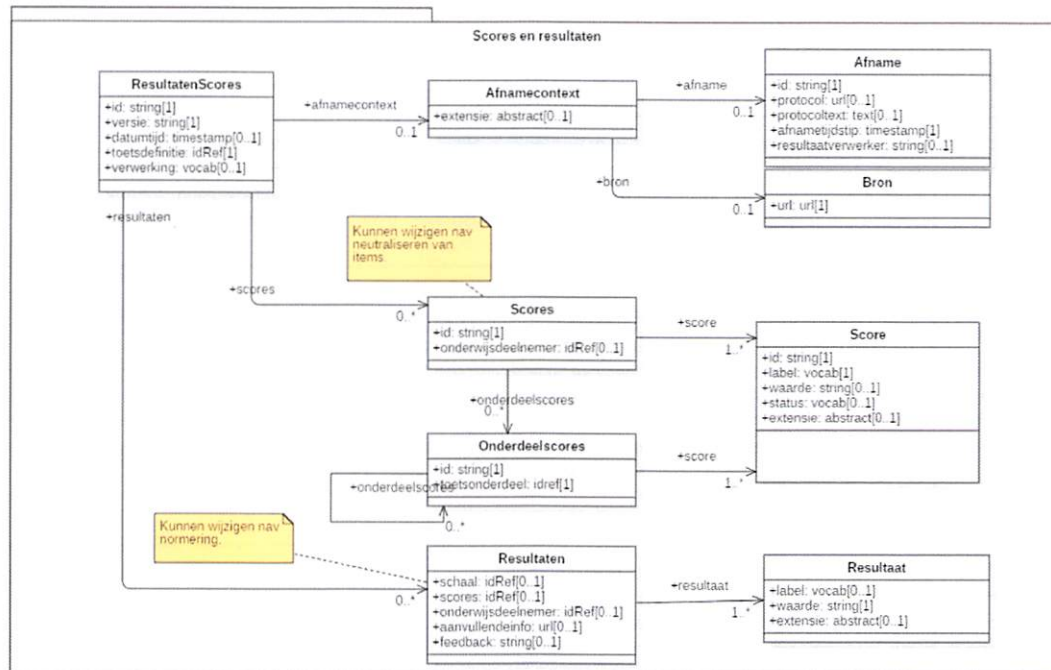 Scores en resultaten
ResultatenScores
+id: string[1]
+versie: string[1]
+datumtijd: timestamp[0..1]
+toetsdefinitie: idRef[1]
+verwerking: vocab[0..1]
+afnamecontext
0..1
Afnamecontext
+extensie: abstract[0..1]
+afname
0..1
Afname
+id: string[1]
+protocol: url[0..1]
+protocoltext: text[0..1]
+afnametijdstip: timestamp[1]
+resultaatverwerker: string[0..1]
+bron
0..1
Bron
+url: url[1]
+resultaten
Kunnen wijzigen nav
neutraliseren van
items.
+scores
0..*
Scores
+id: string[1]
+onderwijsdeelnemer: idRef[0..1]
+score
1..*
Score
+id: string[1]
+label: vocab[1]
+waarde: string[0..1]
+status: vocab[0..1]
+extensie: abstract[0..1]
+onderdeelscores
0..*
Onderdeelscores
+id: string[1]
+toetsonderdeel: idref[1]
+score
1..*
+onderdeelscores
0..*
Kunnen wijzigen nav
normering.
0..*
Resultaten
+schaal: idRef[0..1]
+scores: idRef[0..1]
+onderwijsdeelnemer: idRef[0..1]
+aanvullendeinfo: url[0..1]
+feedback: string[0..1]
+resultaat
1..*
Resultaat
+label: vocab[0..1]
+waarde: string[1]
+extensie: abstract[0..1]